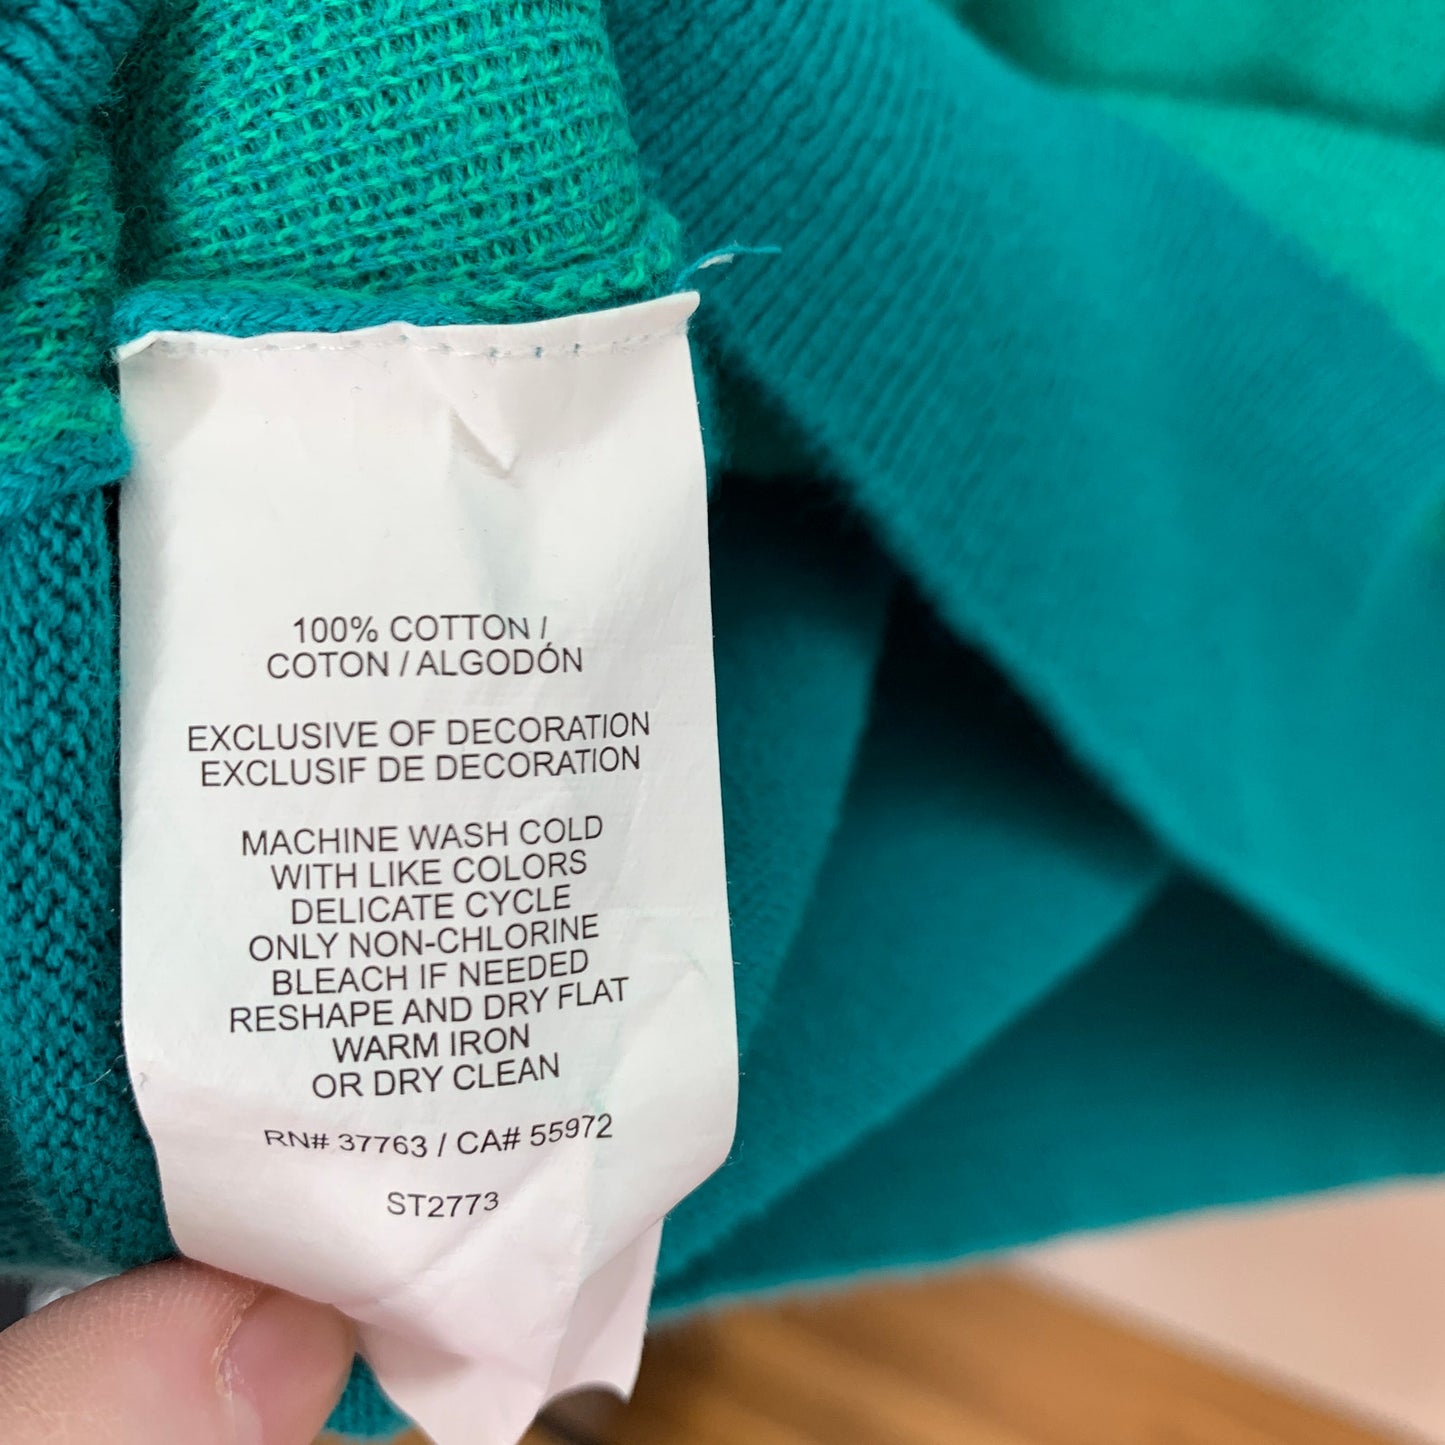 100% COTTON /
COTON / ALGODÓN
EXCLUSIVE OF DECORATION
EXCLUSIF DE DECORATION
MACHINE WASH COLD
WITH LIKE COLORS
DELICATE CYCLE
ONLY NON-CHLORINE
BLEACH IF NEEDED
RESHAPE AND DRY FLAT
WARM IRON
OR DRY CLEAN
RN# 37763 / CA# 55972
ST2773